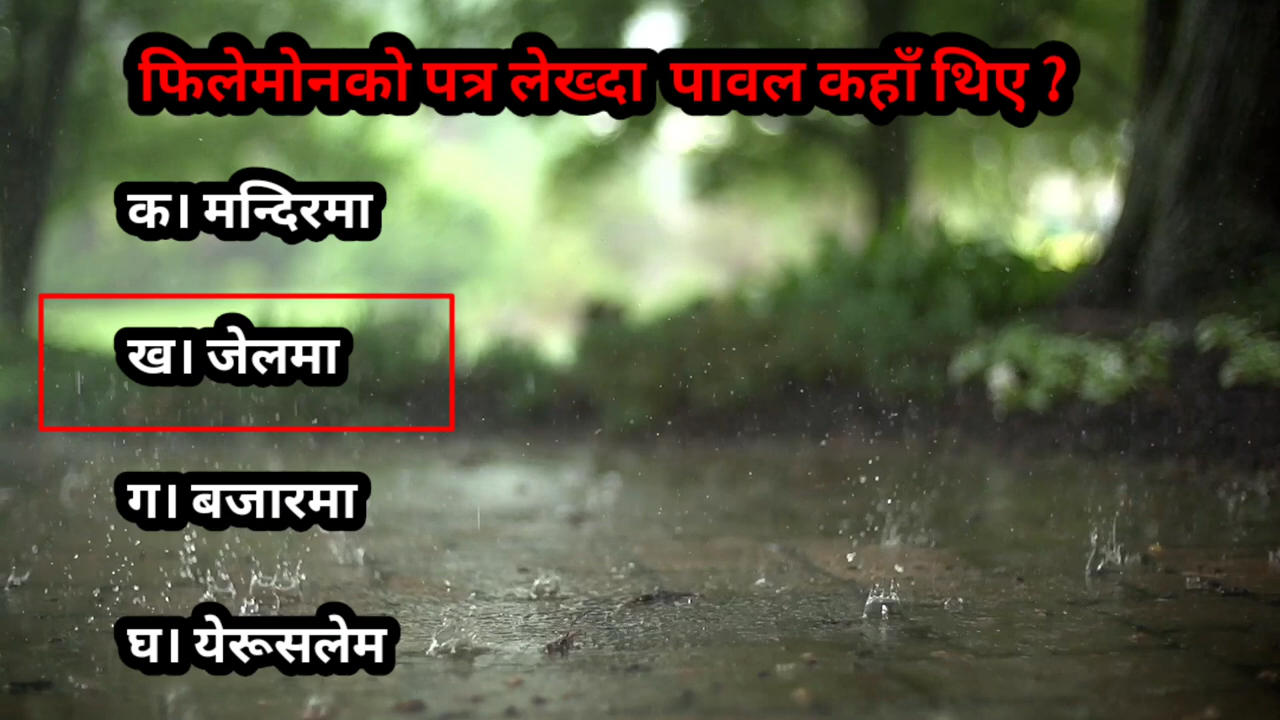 फिलेमोनको पत्र लेख्दा पावल कहाँ थिए ?
क। मन्दिरमा
ख। जेलमा
ग। बजारमा
घ। येरूसलेम